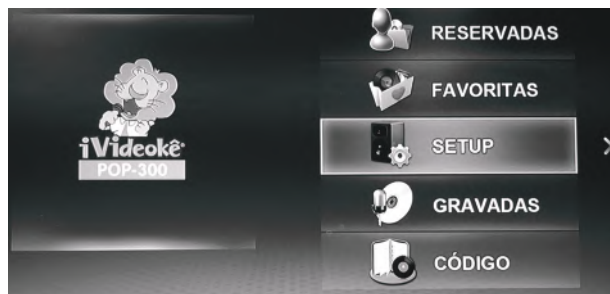 iVideokê
POP-300
RESERVADAS
FAVORITAS
SETUP
GRAVADAS
CÓDIGO